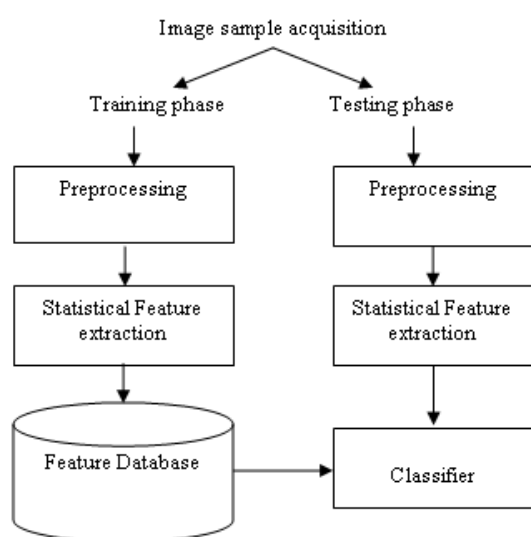 Image sample acquisition
Training phase
Testing phase
Preprocessing
Preprocessing
Statistical Feature
extraction
Statistical Feature
extraction
Feature Database
Classifier